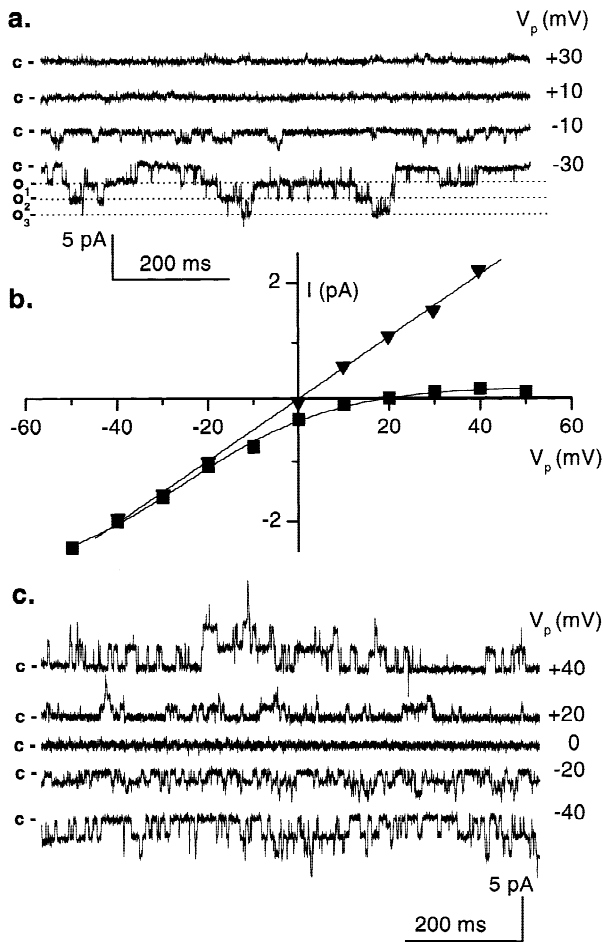 a.
Vp (mV)
c - +30
c - +10
c - -10
c - -30
o1
o2
o3
5 pA
200 ms
b.
2
I (pA)
-60 -40 -20 20 40 60
Vp (mV)
-2
c.
Vp (mV)
c - +40
c - +20
c - 0
c - -20
c - -40
5 pA
200 ms